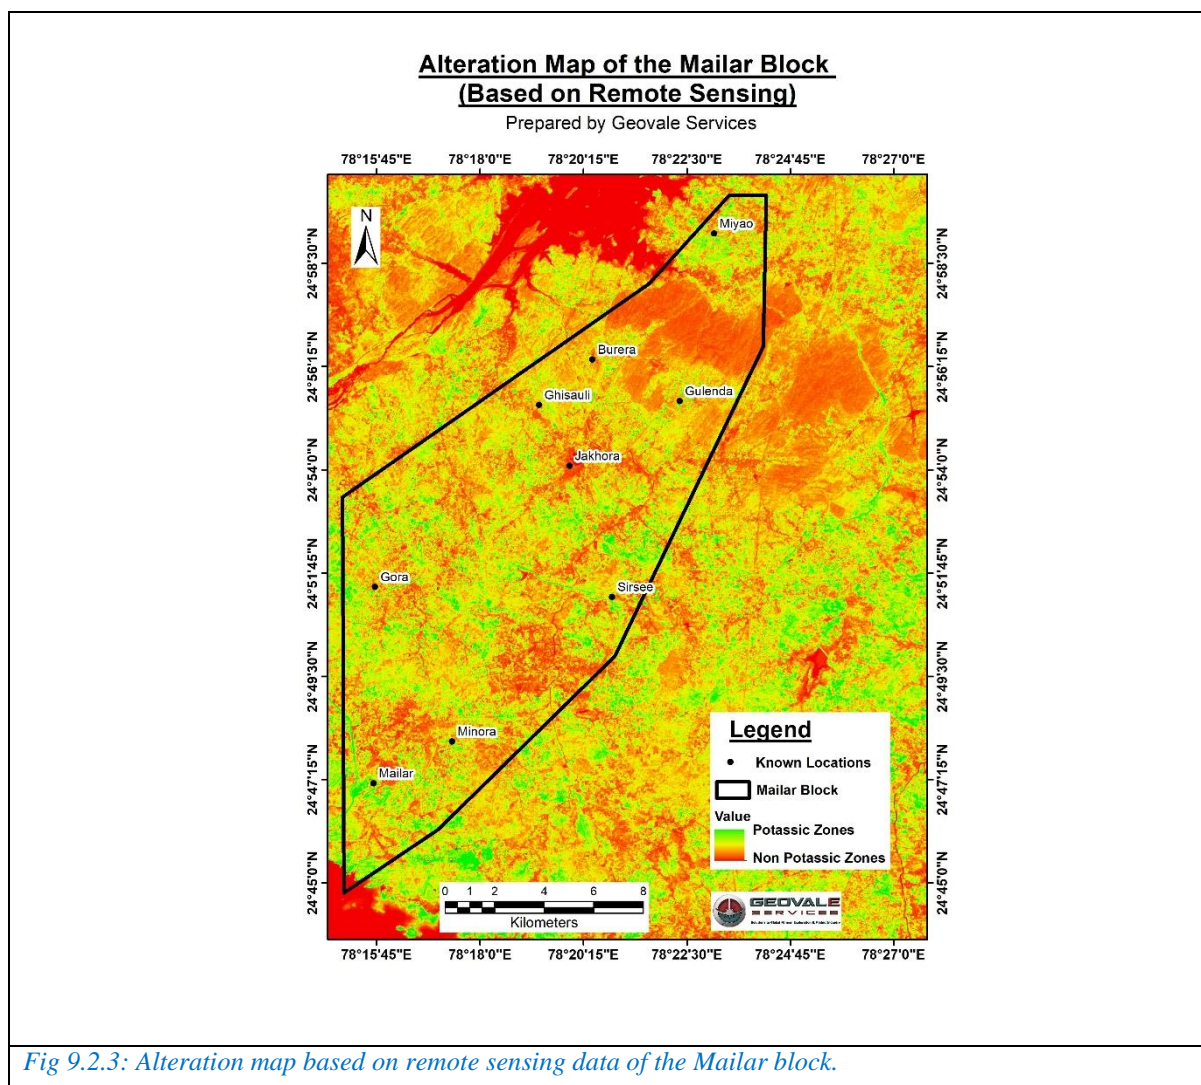 Alteration Map of the Mailar Block
(Based on Remote Sensing)
Prepared by Geovale Services
78°15'45"E 78°18'0"E 78°20'15"E 78°22'30"E 78°24'45"E 78°27'0"E
N
Miyao
24°58'30"N 24°58'30"N
Burera
24°56'15"N 24°56'15"N
Ghisauli
Gulenda
Jakhora
24°54'0"N 24°54'0"N
Gora
24°51'45"N 24°51'45"N
Sirsee
24°49'30"N 24°49'30"N
Minora
Mailar
24°47'15"N 24°47'15"N
24°45'0"N 24°45'0"N
Legend
Known Locations
Mailar Block
Value
Potassic Zones
Non Potassic Zones
0 1 2 4 6 8
Kilometers
GEOVALE
SERVICES
78°15'45"E 78°18'0"E 78°20'15"E 78°22'30"E 78°24'45"E 78°27'0"E
Fig 9.2.3: Alteration map based on remote sensing data of the Mailar block.